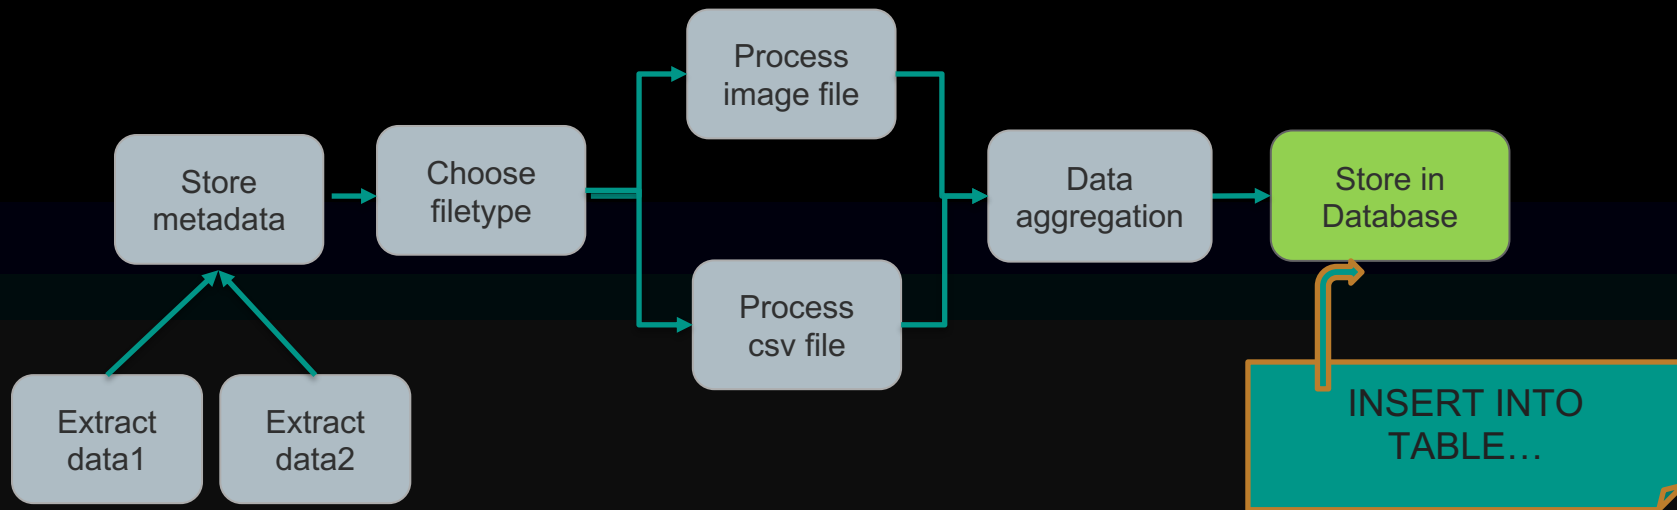 Process
image file
Store
metadata
Choose
filetype
Data
aggregation
Store in
Database
Process
csv file
Extract
data1
Extract
data2
INSERT INTO
TABLE…